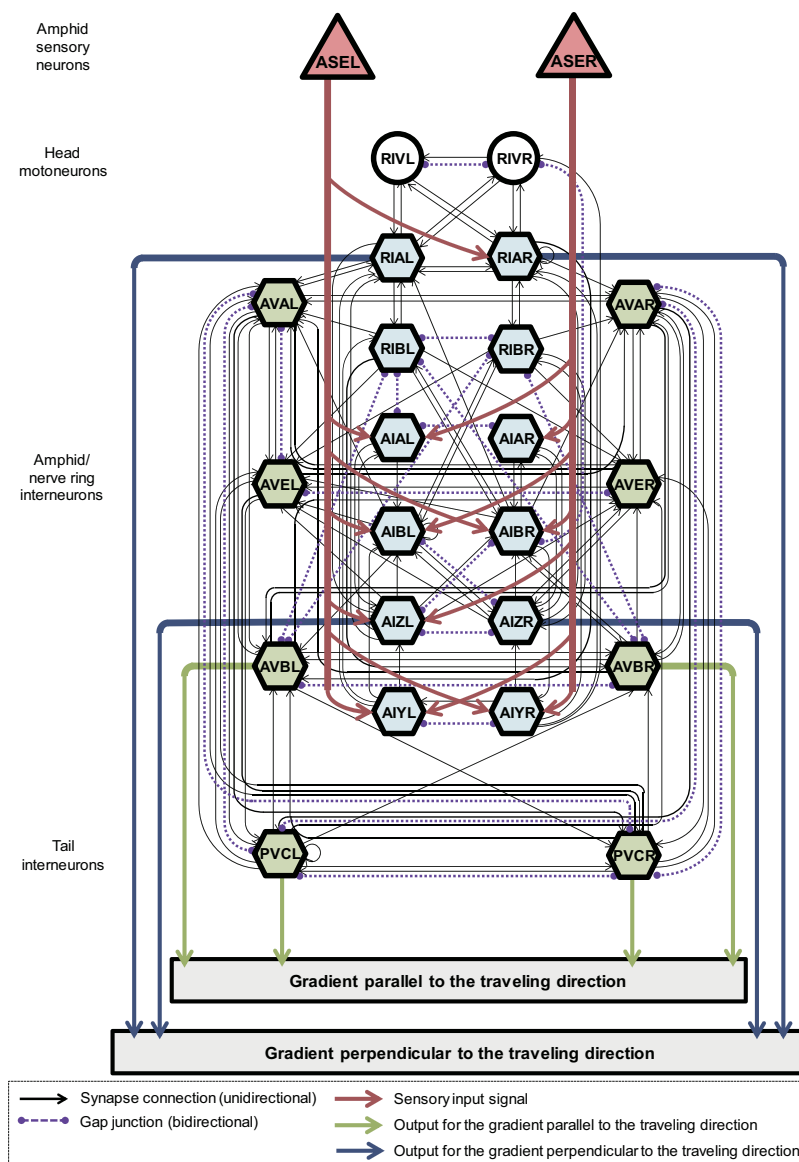 Amphid
sensory
neurons
ASEL
ASER
Head
motoneurons
RIVL
RIVR
RIAL
RIAR
AVAL
AVAR
RIBL
RIBR
AIAL
AIAR
Amphid/
nerve ring
interneurons
AVEL
AVER
AIBL
AIBR
AIZL
AIZR
AVBL
AVBR
AIYL
AIYR
Tail
interneurons
PVCL
PVCR
Gradient parallel to the traveling direction
Gradient perpendicular to the traveling direction
Synapse connection (unidirectional)
Gap junction (bidirectional)
Sensory input signal
Output for the gradient parallel to the traveling direction
Output for the gradient perpendicular to the traveling direction